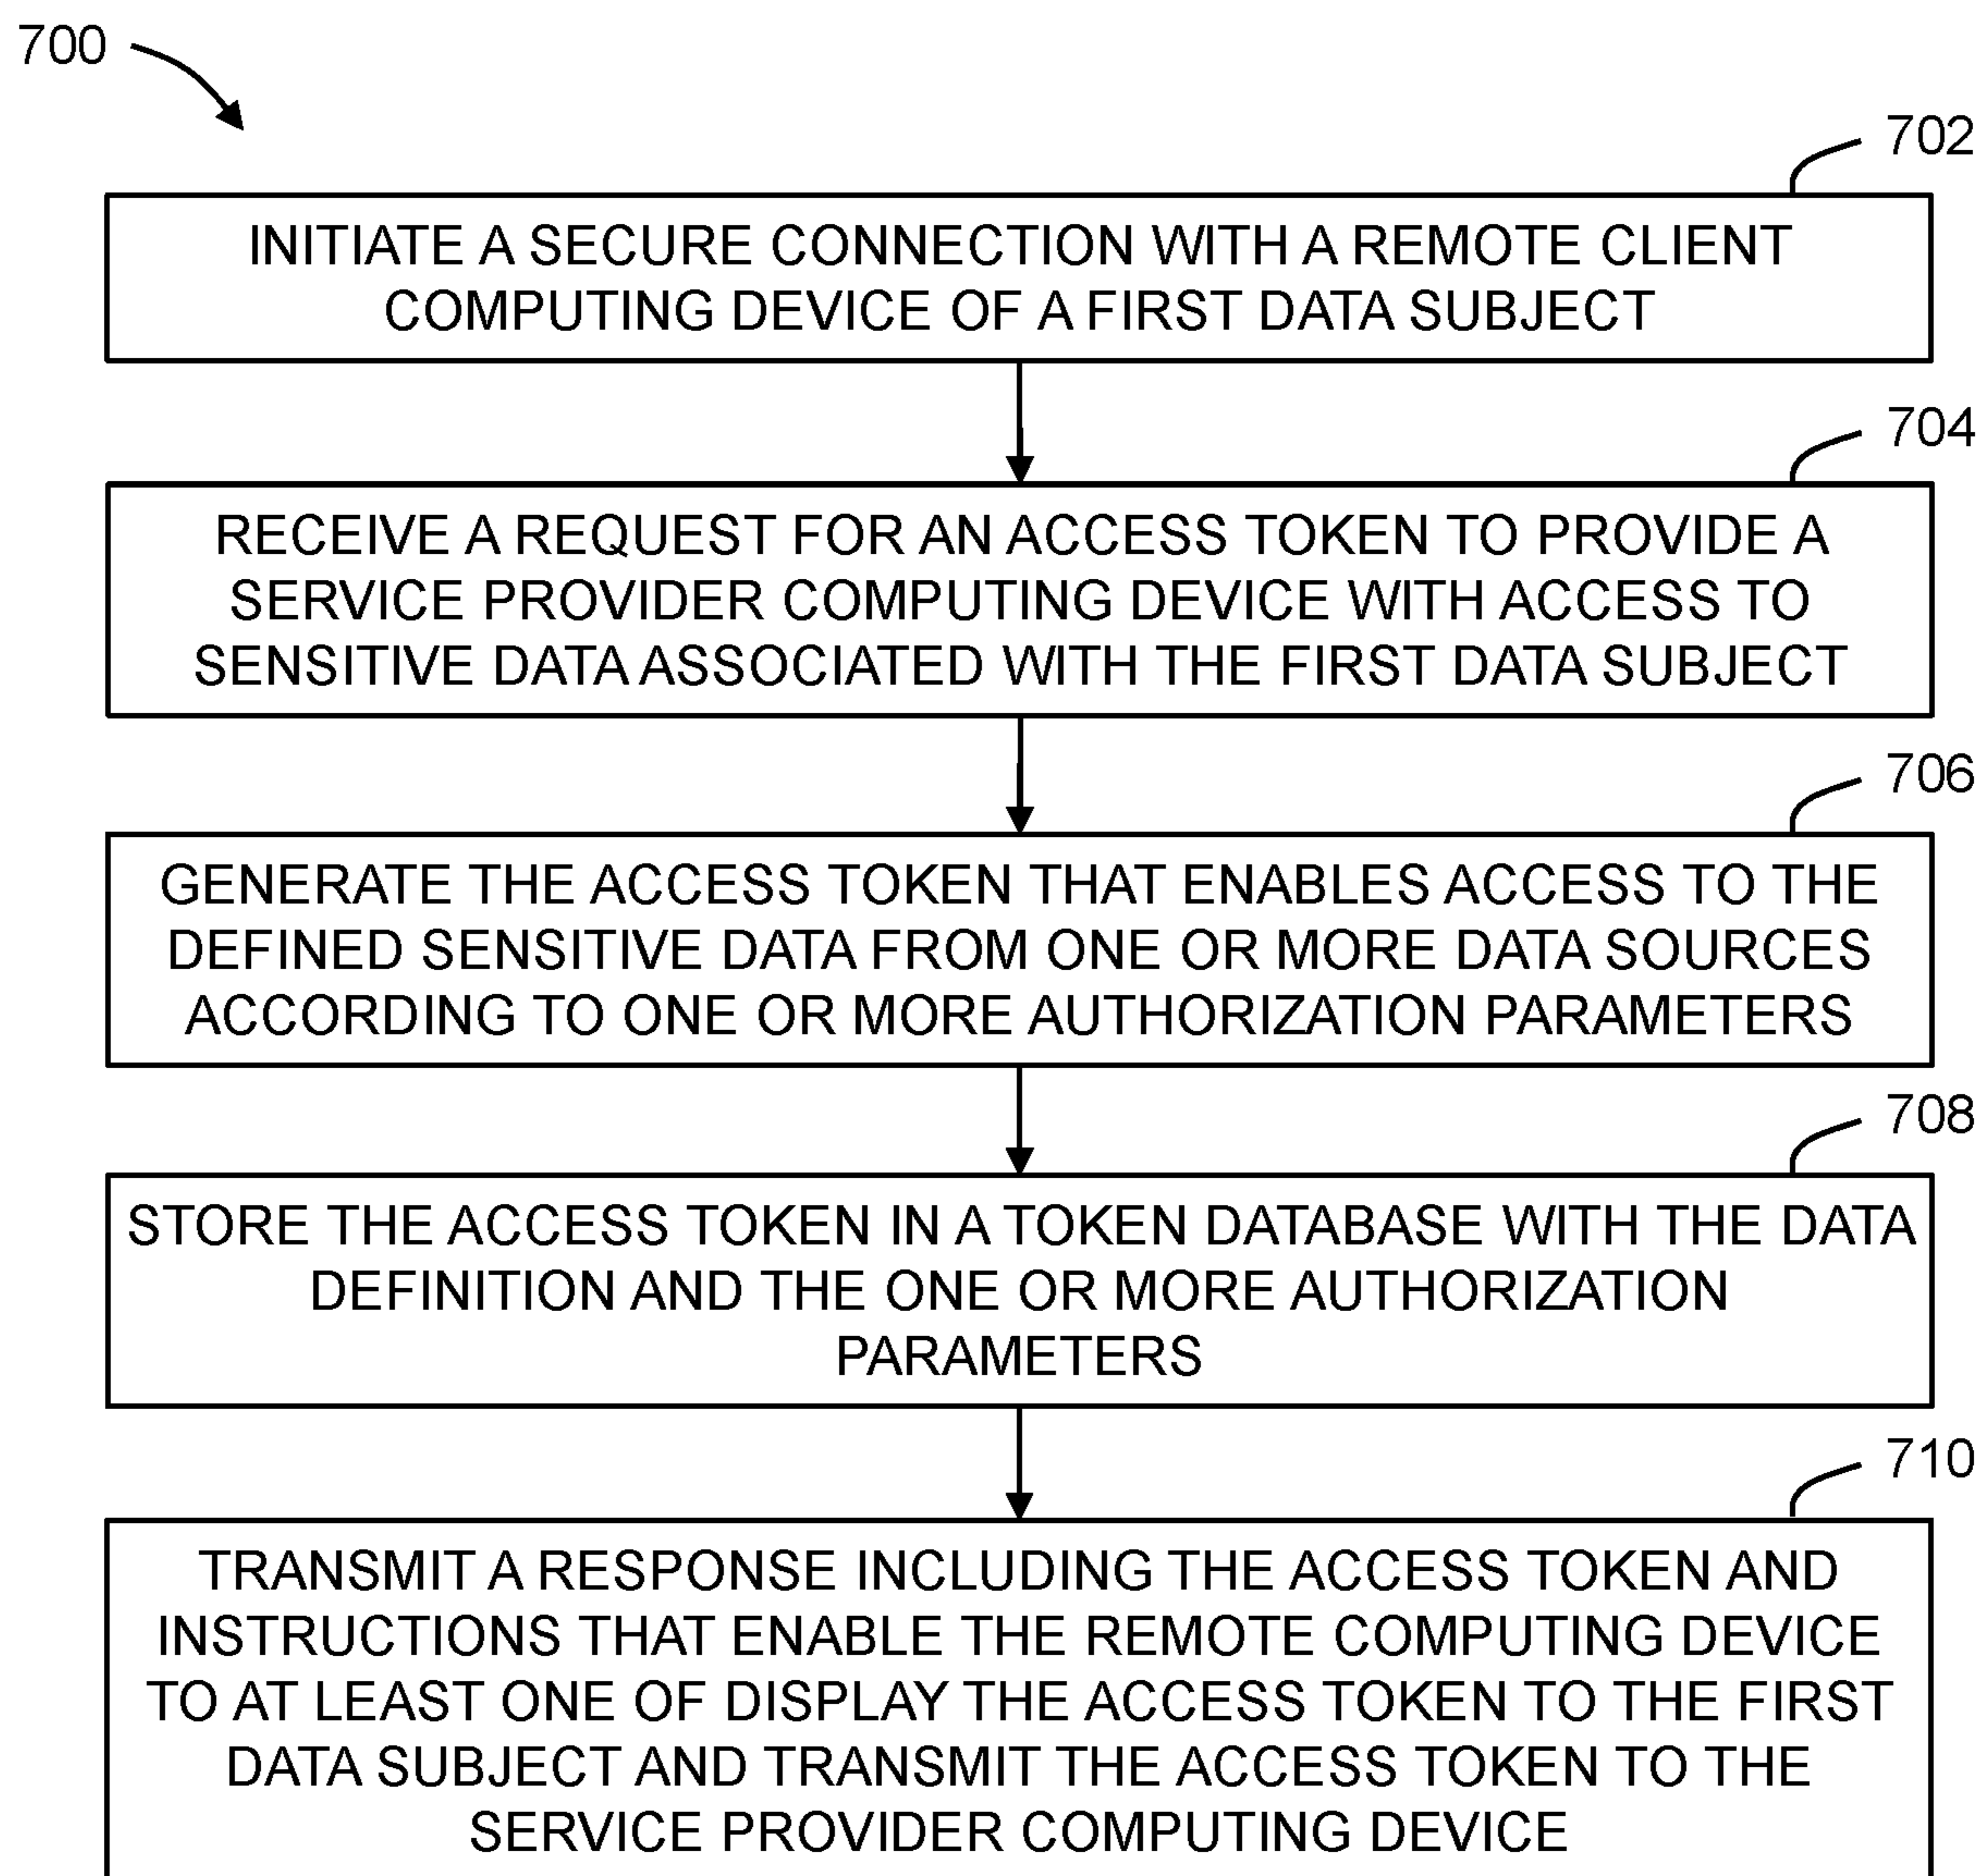 700
702
INITIATE A SECURE CONNECTION WITH A REMOTE CLIENT
COMPUTING DEVICE OF A FIRST DATA SUBJECT
704
RECEIVE A REQUEST FOR AN ACCESS TOKEN TO PROVIDE A
SERVICE PROVIDER COMPUTING DEVICE WITH ACCESS TO
SENSITIVE DATA ASSOCIATED WITH THE FIRST DATA SUBJECT
706
GENERATE THE ACCESS TOKEN THAT ENABLES ACCESS TO THE
DEFINED SENSITIVE DATA FROM ONE OR MORE DATA SOURCES
ACCORDING TO ONE OR MORE AUTHORIZATION PARAMETERS
708
STORE THE ACCESS TOKEN IN A TOKEN DATABASE WITH THE DATA
DEFINITION AND THE ONE OR MORE AUTHORIZATION
PARAMETERS
710
TRANSMIT A RESPONSE INCLUDING THE ACCESS TOKEN AND
INSTRUCTIONS THAT ENABLE THE REMOTE COMPUTING DEVICE
TO AT LEAST ONE OF DISPLAY THE ACCESS TOKEN TO THE FIRST
DATA SUBJECT AND TRANSMIT THE ACCESS TOKEN TO THE
SERVICE PROVIDER COMPUTING DEVICE